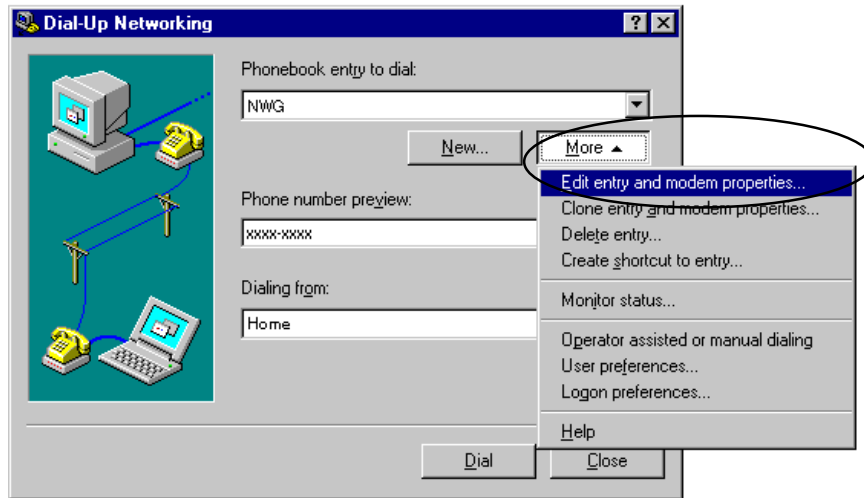 Dial-Up Networking
Phonebook entry to dial:
NWG
New... More
Edit entry and modem properties...
Clone entry and modem properties...
Delete entry...
Create shortcut to entry...
Monitor status...
Operator assisted or manual dialing
User preferences...
Logon preferences...
Help
Phone number preview:
xxxx-xxxx
Dialing from:
Home
Dial Close